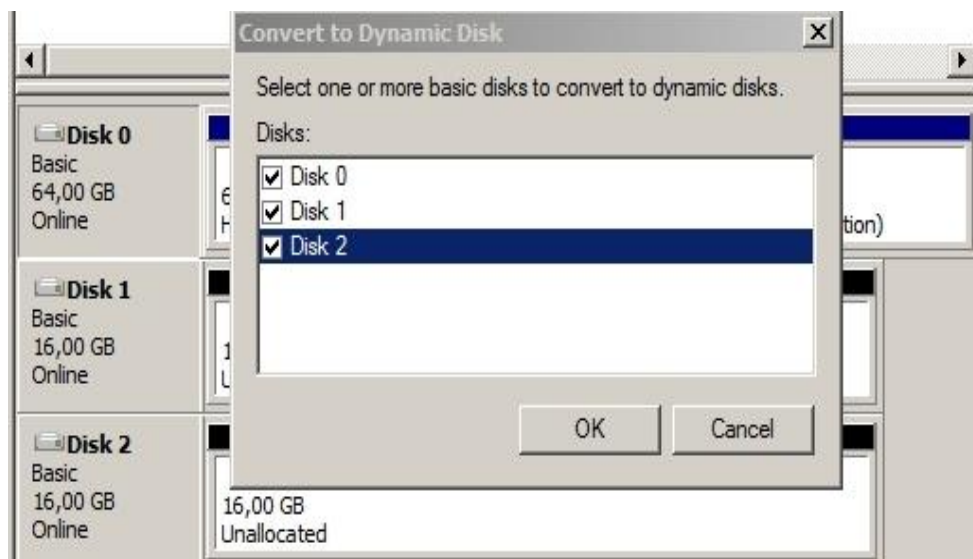 Convert to Dynamic Disk
Select one or more basic disks to convert to dynamic disks.
Disks:
Disk 0
Disk 1
Disk 2
OK
Cancel
Disk 0
Basic
64,00 GB
Online
tion)
Disk 1
Basic
16,00 GB
Online
Disk 2
Basic
16,00 GB
Online
16,00 GB
Unallocated